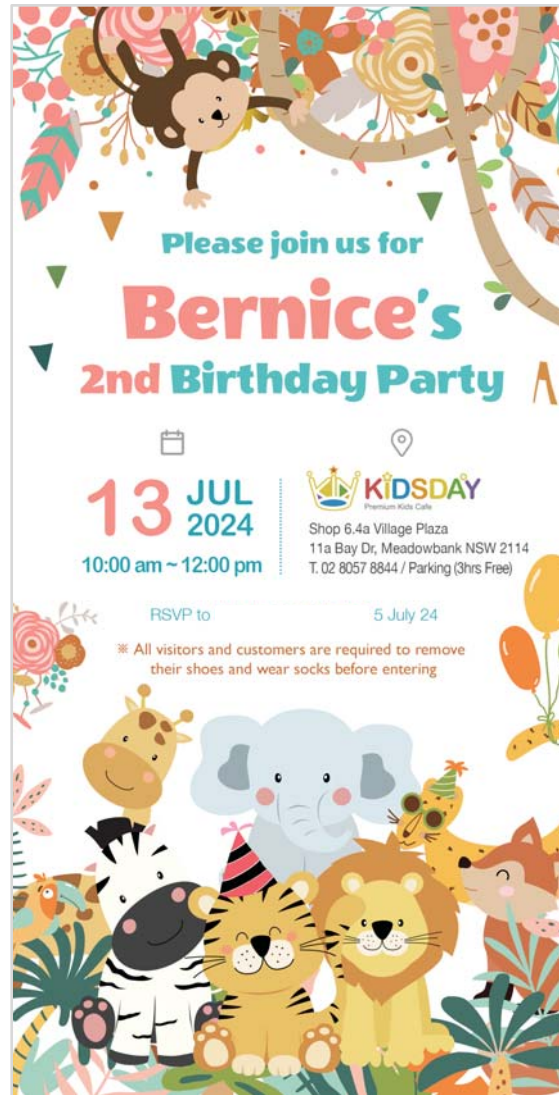 Please join us for
Bernice's
2nd Birthday Party
13 JUL
2024
10:00 am ~ 12:00 pm
KiDSDAY
Premium Kids Cafe
Shop 6.4a Village Plaza
11a Bay Dr, Meadowbank NSW 2114
T. 02 8057 8844 / Parking (3hrs Free)
RSVP to 5 July 24
※ All visitors and customers are required to remove
their shoes and wear socks before entering